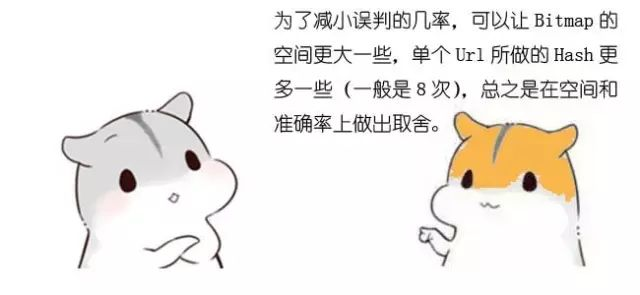 为了减小误判的几率，可以让 Bitmap 的
空间更大一些，单个 Url 所做的 Hash 更
多一些（一般是 8 次），总之是在空间和
准确率上做出取舍。